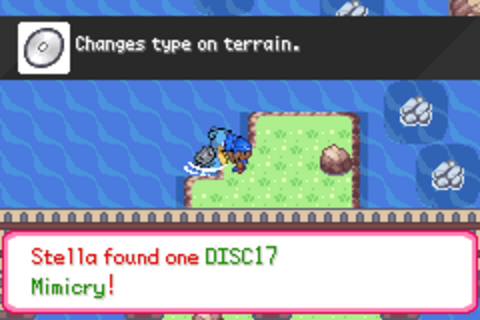 Changes type on terrain.
Stella found one DISC17
Mimicry!